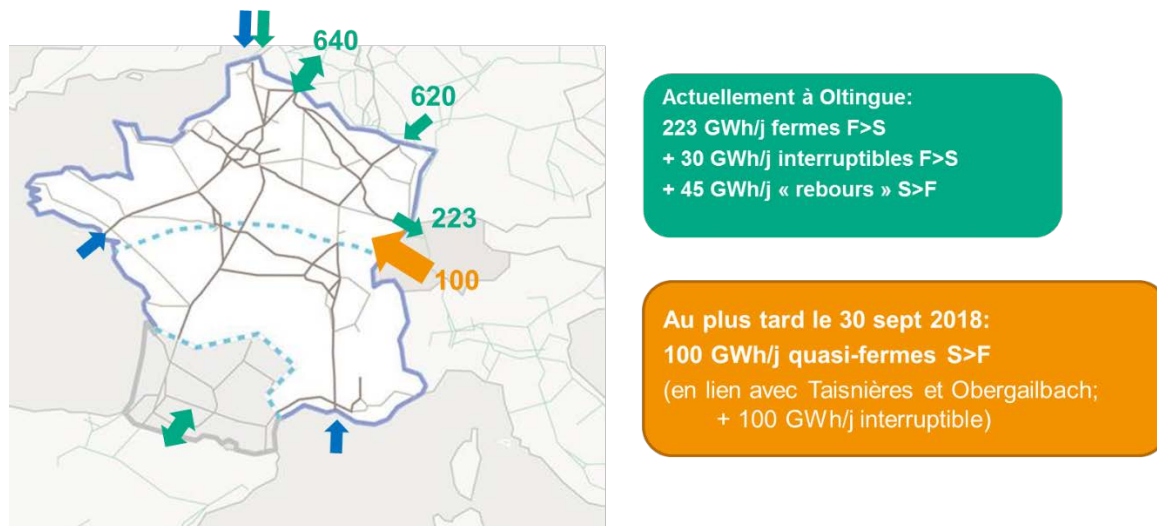 640
620
223
100
Actuellement à Oltingue:
223 GWh/j fermes F>S
+ 30 GWh/j interruptibles F>S
+ 45 GWh/j « rebours » S>F
Au plus tard le 30 sept 2018:
100 GWh/j quasi-fermes S>F
(en lien avec Taisnières et Obergailbach;
+ 100 GWh/j interruptible)